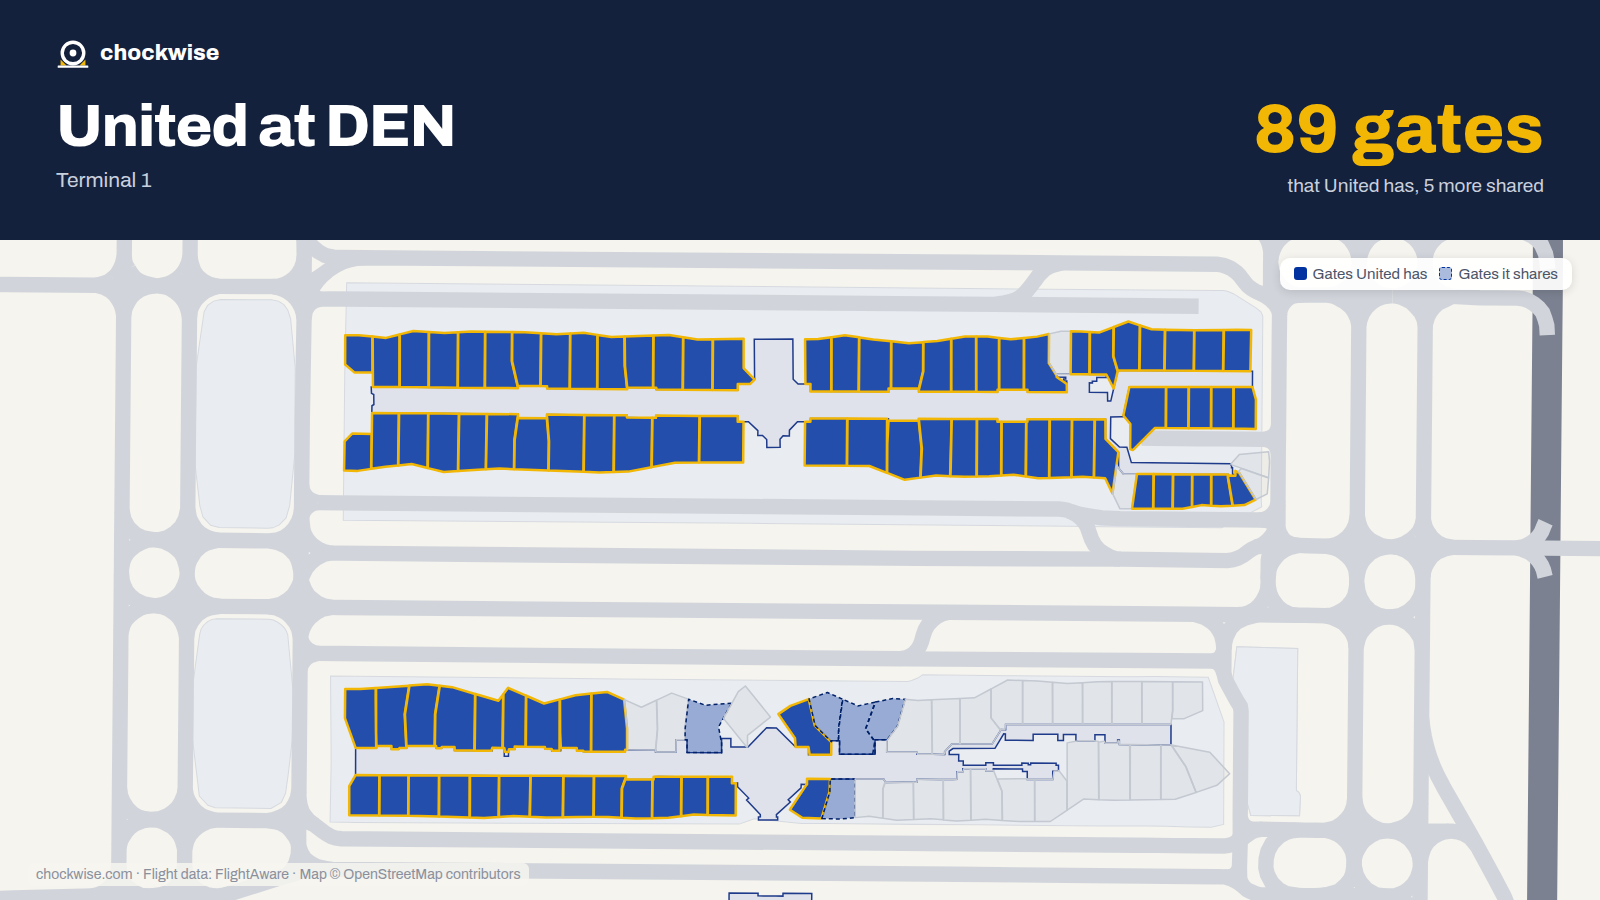 chockwise
United at DEN
Terminal 1
89 gates
that United has, 5 more shared
Gates United has
Gates it shares
chockwise.com · Flight data: FlightAware · Map © OpenStreetMap contributors